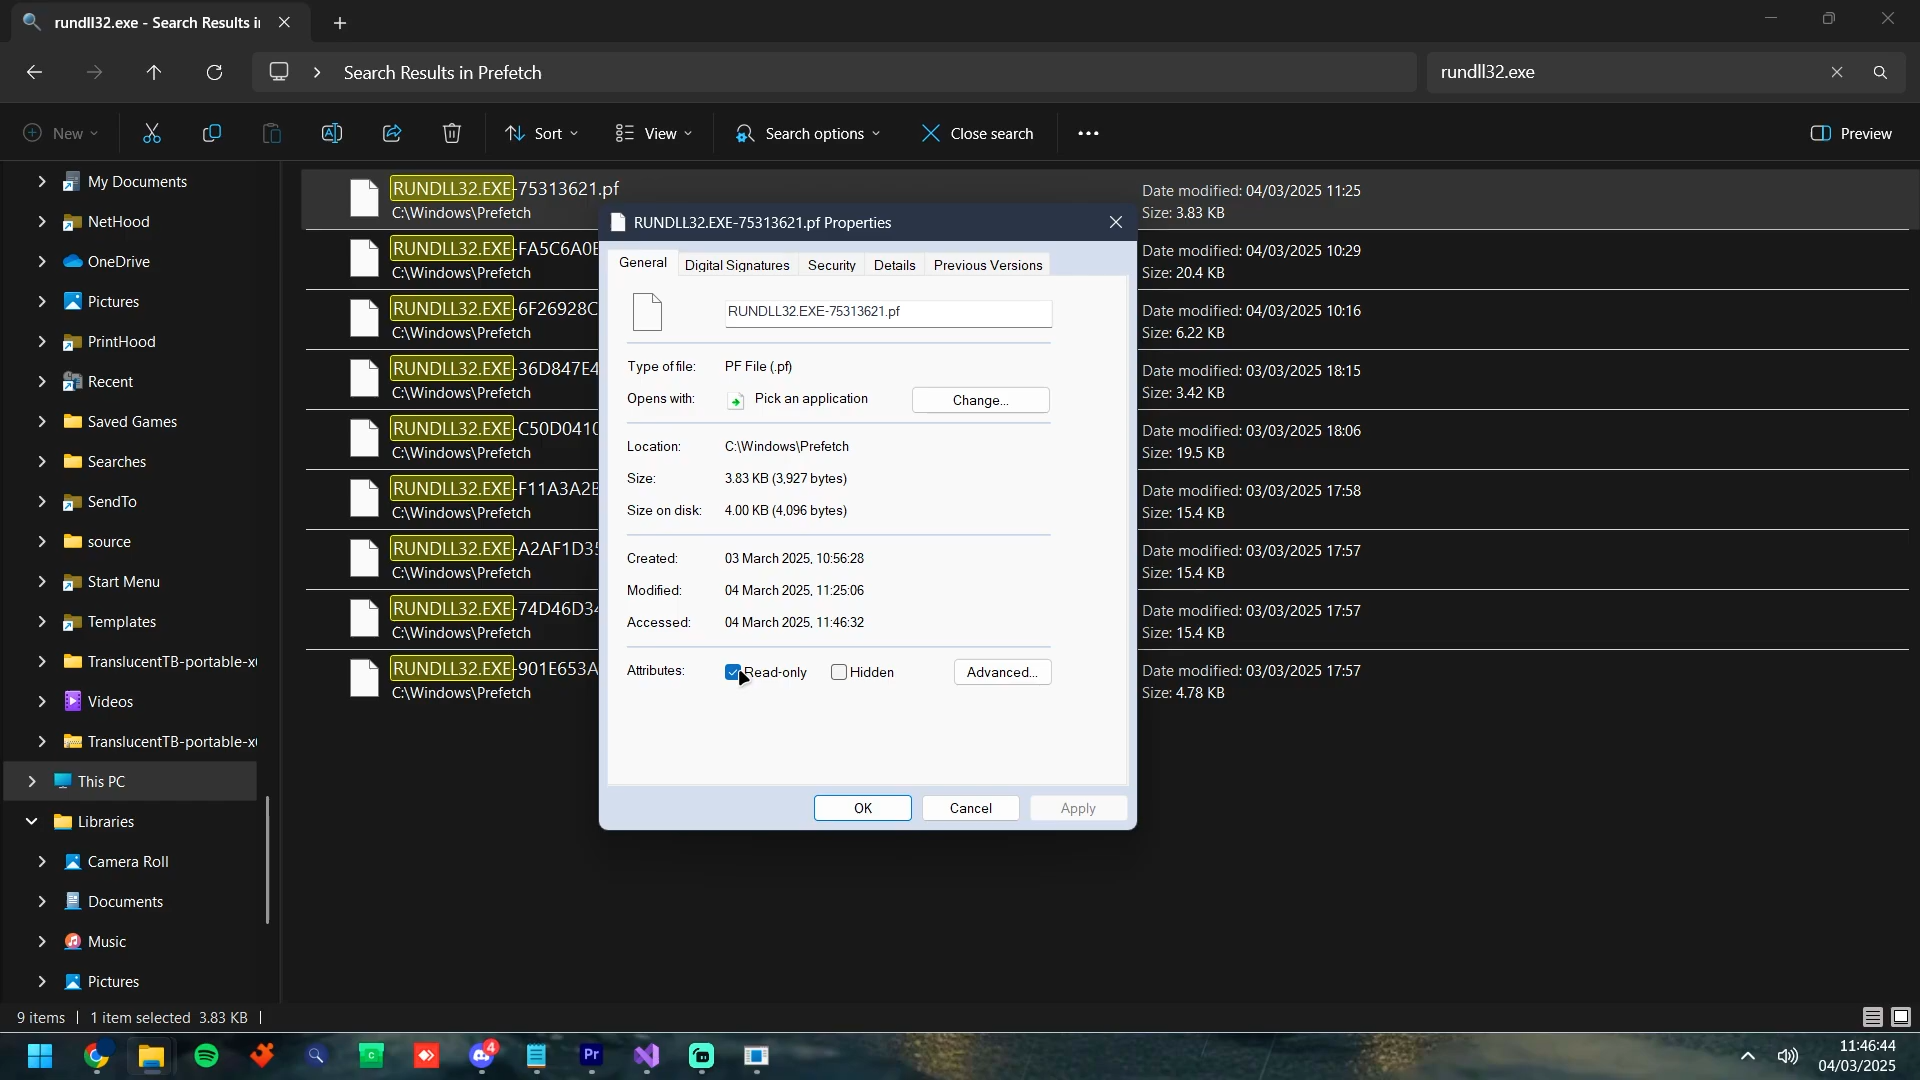 rundll32.exe - Search Results i
Search Results in Prefetch
rundll32.exe
New
Sort
View
Search options
Close search
Preview
My Documents
NetHood
OneDrive
Pictures
PrintHood
Recent
Saved Games
Searches
SendTo
source
Start Menu
Templates
TranslucentTB-portable-x
Videos
TranslucentTB-portable-x
This PC
Libraries
Camera Roll
Documents
Music
Pictures
RUNDLL32.EXE-75313621.pf
C:\Windows\Prefetch
Date modified: 04/03/2025 11:25
Size: 3.83 KB
RUNDLL32.EXE-FA5C6A0E
C:\Windows\Prefetch
Date modified: 04/03/2025 10:29
Size: 20.4 KB
RUNDLL32.EXE-6F26928C
C:\Windows\Prefetch
Date modified: 04/03/2025 10:16
Size: 6.22 KB
RUNDLL32.EXE-36D847E4
C:\Windows\Prefetch
Date modified: 03/03/2025 18:15
Size: 3.42 KB
RUNDLL32.EXE-C50D041C
C:\Windows\Prefetch
Date modified: 03/03/2025 18:06
Size: 19.5 KB
RUNDLL32.EXE-F11A3A2E
C:\Windows\Prefetch
Date modified: 03/03/2025 17:58
Size: 15.4 KB
RUNDLL32.EXE-A2AF1D35
C:\Windows\Prefetch
Date modified: 03/03/2025 17:57
Size: 15.4 KB
RUNDLL32.EXE-74D46D34
C:\Windows\Prefetch
Date modified: 03/03/2025 17:57
Size: 15.4 KB
RUNDLL32.EXE-901E653A
C:\Windows\Prefetch
Date modified: 03/03/2025 17:57
Size: 4.78 KB
RUNDLL32.EXE-75313621.pf Properties
General Digital Signatures Security Details Previous Versions
RUNDLL32.EXE-75313621.pf
Type of file: PF File (.pf)
Opens with: Pick an application Change...
Location: C:\Windows\Prefetch
Size: 3.83 KB (3,927 bytes)
Size on disk: 4.00 KB (4,096 bytes)
Created: 03 March 2025, 10:56:28
Modified: 04 March 2025, 11:25:06
Accessed: 04 March 2025, 11:46:32
Attributes: Read-only Hidden Advanced...
OK Cancel Apply
9 items 1 item selected 3.83 KB
4
Pr
11:46:44
04/03/2025